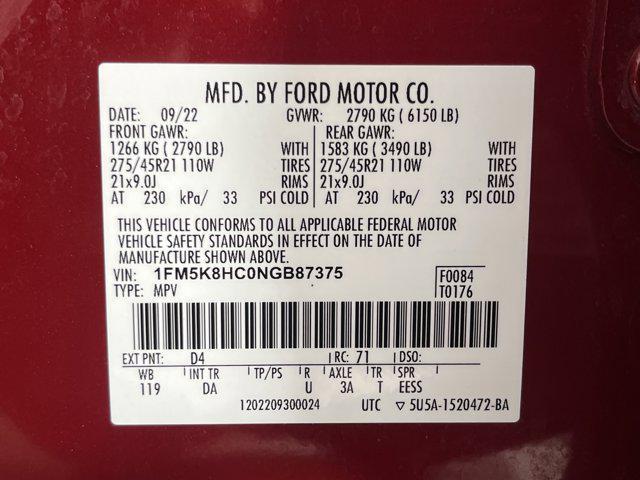 MFD. BY FORD MOTOR CO.
DATE: 09/22 GVWR: 2790 KG ( 6150 LB)
FRONT GAWR: REAR GAWR:
1266 KG ( 2790 LB) WITH 1583 KG ( 3490 LB) WITH
275/45R21 110W TIRES 275/45R21 110W TIRES
21x9.0J RIMS 21x9.0J RIMS
AT 230 kPa/ 33 PSI COLD AT 230 kPa/ 33 PSI COLD
THIS VEHICLE CONFORMS TO ALL APPLICABLE FEDERAL MOTOR
VEHICLE SAFETY STANDARDS IN EFFECT ON THE DATE OF
MANUFACTURE SHOWN ABOVE.
VIN: 1FM5K8HC0NGB87375 F0084
TYPE: MPV T0176
EXT PNT: D4 RC: 71 DSO:
WB INT TR TP/PS R AXLE TR SPR
119 DA U 3A T EESS
1202209300024 UTC ▽ 5U5A-1520472-BA